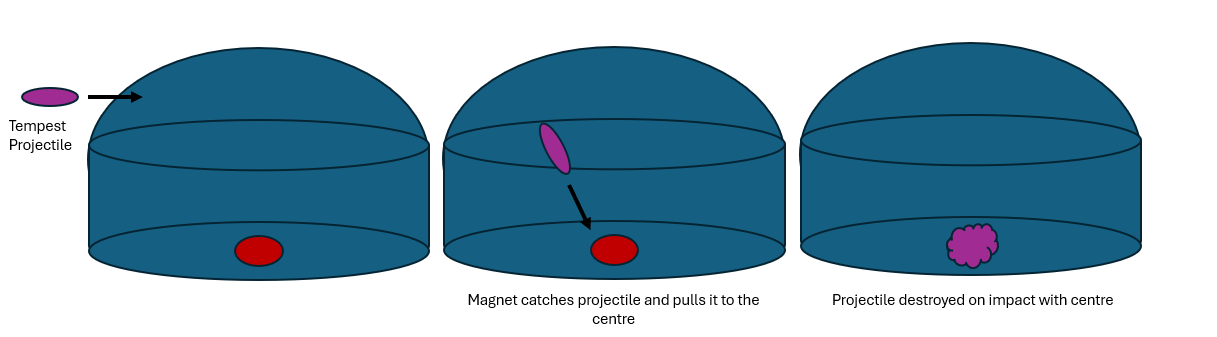 Tempest
Projectile
Magnet catches projectile and pulls it to the
centre
Projectile destroyed on impact with centre